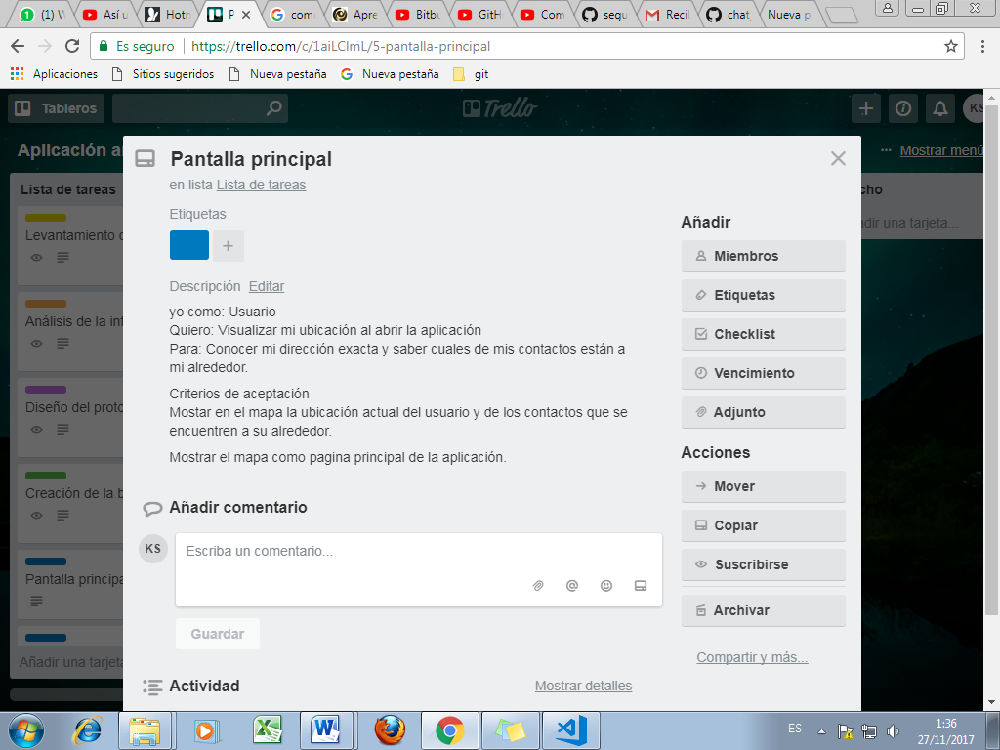 (1) W
Así u
Hotm
P
com
Apre
Bitbu
GitH
Com
segu
Reci
chat
Nueva p
Es seguro
https://trello.com/c/1aiLClmL/5-pantalla-principal
Aplicaciones
Sitios sugeridos
Nueva pestaña
Nueva pestaña
git
Tableros
Trello
KS
Aplicación a
... Mostrar menú
Lista de tareas
Levantamiento d
Análisis de la inf
Diseño del proto
Creación de la b
Pantalla principa
Añadir una tarjeta
cho
dir una tarjeta...
Pantalla principal
en lista Lista de tareas
Etiquetas
+
Descripción Editar
yo como: Usuario
Quiero: Visualizar mi ubicación al abrir la aplicación
Para: Conocer mi dirección exacta y saber cuales de mis contactos están a
mi alrededor.
Criterios de aceptación
Mostar en el mapa la ubicación actual del usuario y de los contactos que se
encuentren a su alrededor.
Mostrar el mapa como pagina principal de la aplicación.
Añadir comentario
KS
Escriba un comentario...
Guardar
Actividad
Mostrar detalles
Añadir
Miembros
Etiquetas
Checklist
Vencimiento
Adjunto
Acciones
Mover
Copiar
Suscribirse
Archivar
Compartir y más...
ES
1:36
27/11/2017